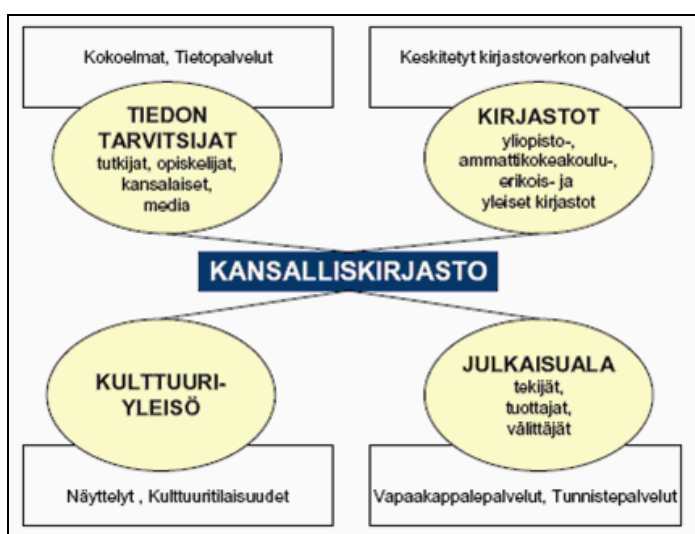 Kokoelmat, Tietopalvelut
TIEDON
TARVITSIJAT
tutkijat, opiskelijat,
kansalaiset,
media
Keskitetyt kirjastoverkon palvelut
KIRJASTOT
yliopisto-,
ammattikokeakoulu-,
erikois- ja
yleiset kirjastot
KANSALLISKIRJASTO
KULTTUURI-
YLEISÖ
Näyttelyt , Kulttuuritilaisuudet
JULKAISUALA
tekijät,
tuottajat,
välittäjät
Vapaakappalepalvelut, Tunnistepalvelut